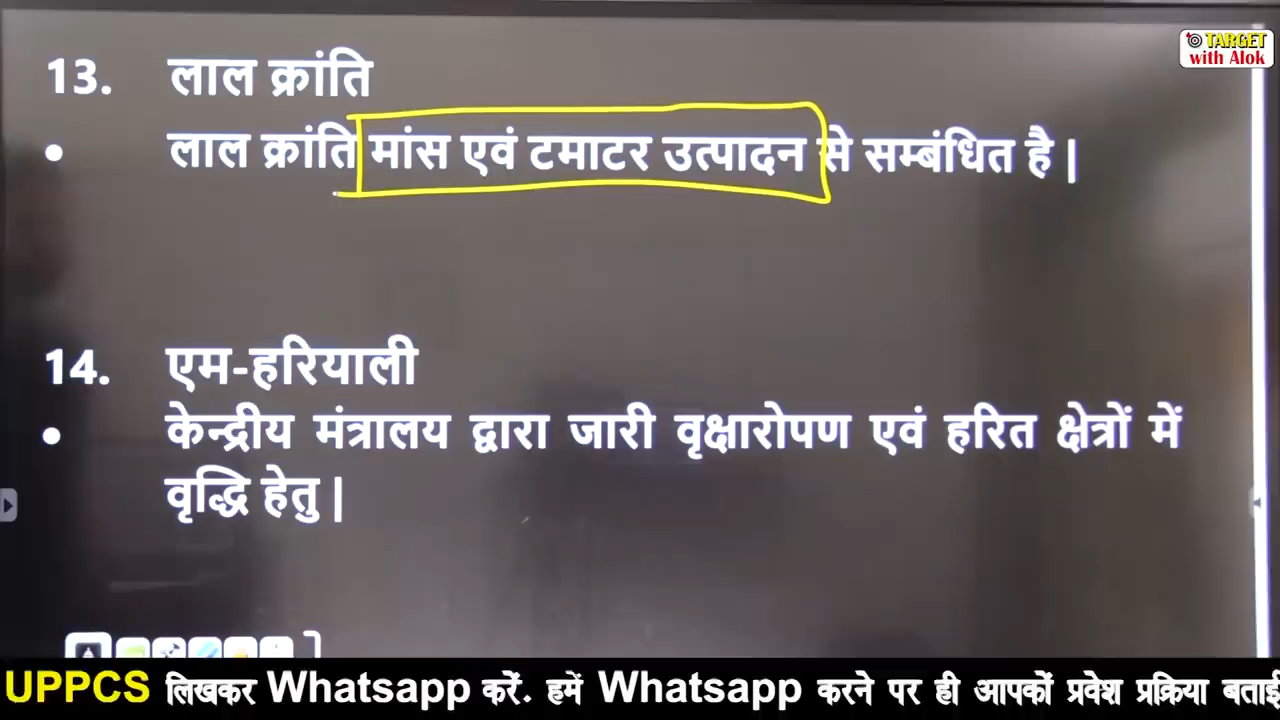 TARGET
with Alok
13. लाल क्रांति
• लाल क्रांति मांस एवं टमाटर उत्पादन से सम्बंधित है |
14. एम-हरियाली
• केन्द्रीय मंत्रालय द्वारा जारी वृक्षारोपण एवं हरित क्षेत्रों में
वृद्धि हेतु |
UPPCS लिखकर Whatsapp करें. हमें Whatsapp करने पर ही आपकों प्रवेश प्रक्रिया बताई